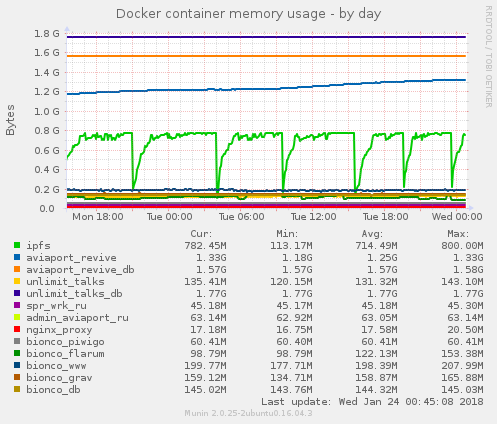 Docker container memory usage - by day
RRDTOOL / TOBI OETIKER
Bytes
1.8 G
1.6 G
1.4 G
1.2 G
1.0 G
0.8 G
0.6 G
0.4 G
0.2 G
0.0
Mon 18:00 Tue 00:00 Tue 06:00 Tue 12:00 Tue 18:00 Wed 00:00
Cur: Min: Avg: Max:
ipfs 782.45M 113.17M 714.49M 800.00M
aviaport_revive 1.33G 1.18G 1.25G 1.33G
aviaport_revive_db 1.57G 1.57G 1.57G 1.58G
unlimit_talks 135.41M 120.15M 131.32M 143.10M
unlimit_talks_db 1.77G 1.77G 1.77G 1.77G
spr_wrk_ru 45.18M 45.17M 45.18M 45.30M
admin_aviaport_ru 63.14M 62.92M 63.05M 63.14M
nginx_proxy 17.18M 16.75M 17.58M 20.50M
bionco_piwigo 60.41M 60.40M 60.41M 60.41M
bionco_flarum 98.79M 98.79M 122.13M 153.38M
bionco_www 199.77M 177.71M 198.39M 207.99M
bionco_grav 159.12M 134.71M 158.87M 165.88M
bionco_db 145.02M 143.76M 144.32M 145.03M
Last update: Wed Jan 24 00:45:08 2018
Munin 2.0.25-2ubuntu0.16.04.3